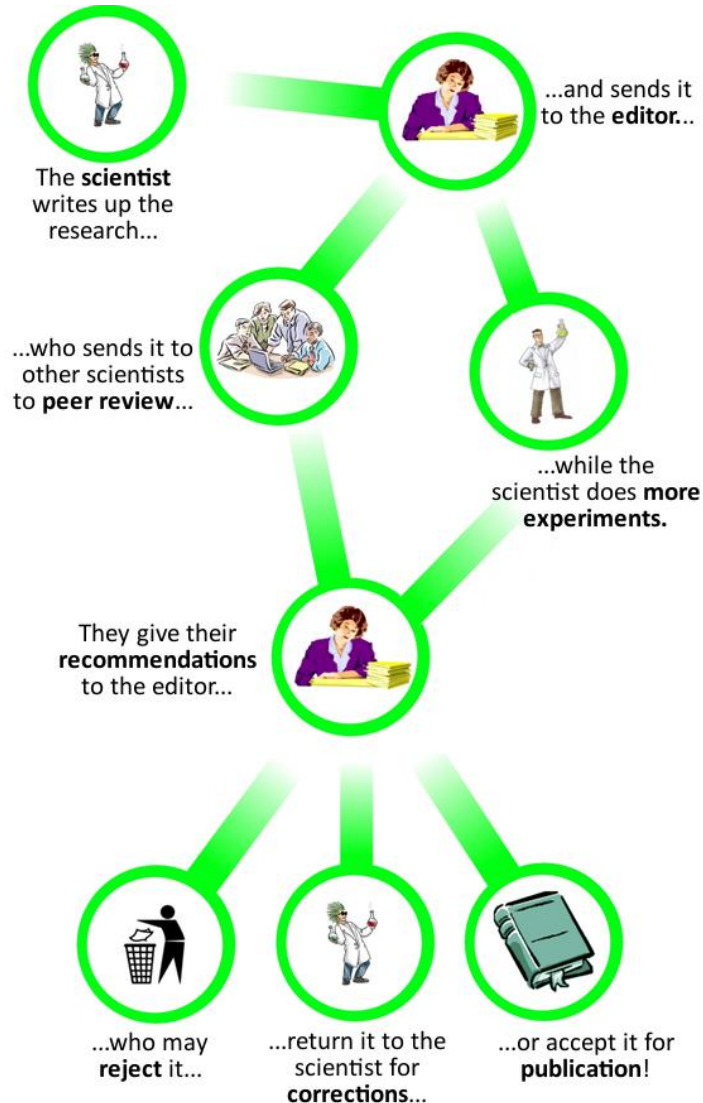 The scientist
writes up the
research...
...and sends it
to the editor...
...who sends it to
other scientists
to peer review...
...while the
scientist does more
experiments.
They give their
recommendations
to the editor...
...who may
reject it...
...return it to the
scientist for
corrections...
...or accept it for
publication!